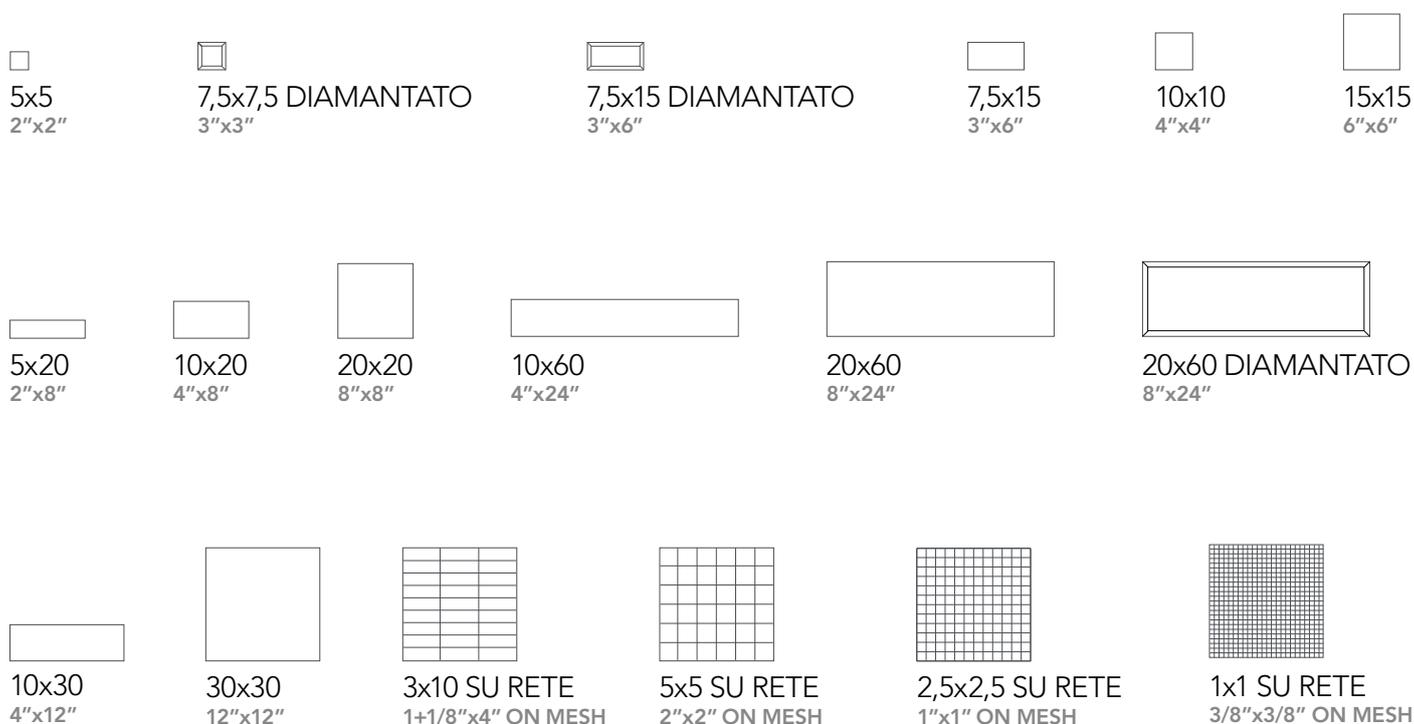 5x5
2”x2”
7,5x7,5 DIAMANTATO
3”x3”
7,5x15 DIAMANTATO
3”x6”
7,5x15
3”x6”
10x10
4”x4”
15x15
6”x6”
5x20
2”x8”
10x20
4”x8”
20x20
8”x8”
10x60
4”x24”
20x60
8”x24”
20x60 DIAMANTATO
8”x24”
10x30
4”x12”
30x30
12”x12”
3x10 SU RETE
1+1/8”x4” ON MESH
5x5 SU RETE
2”x2” ON MESH
2,5x2,5 SU RETE
1”x1” ON MESH
1x1 SU RETE
3/8”x3/8” ON MESH